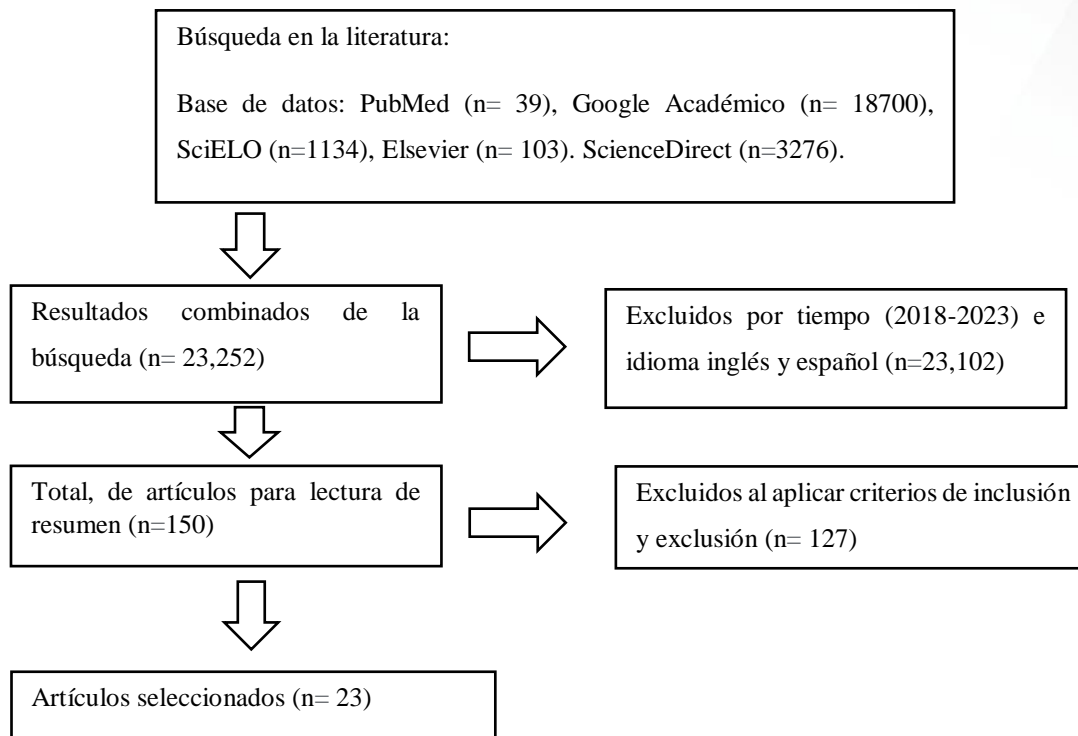 Búsqueda en la literatura:
Base de datos: PubMed (n= 39), Google Académico (n= 18700),
SciELO (n=1134), Elsevier (n= 103). ScienceDirect (n=3276).
Resultados combinados de la
búsqueda (n= 23,252)
Excluidos por tiempo (2018-2023) e
idioma inglés y español (n=23,102)
Total, de artículos para lectura de
resumen (n=150)
Excluidos al aplicar criterios de inclusión
y exclusión (n= 127)
Artículos seleccionados (n= 23)